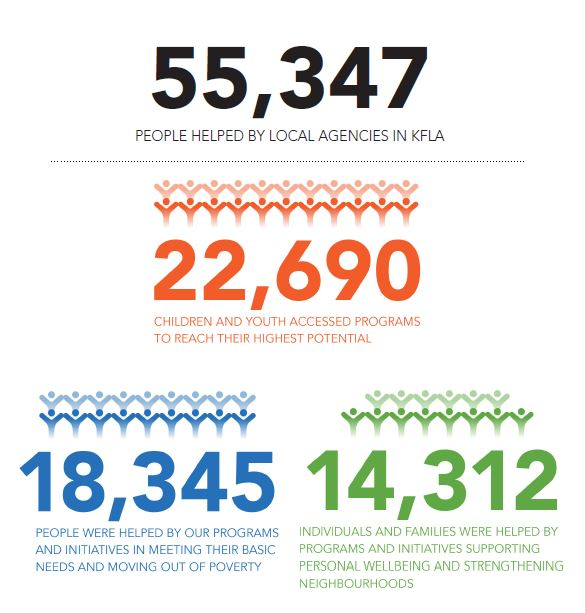 55,347
PEOPLE HELPED BY LOCAL AGENCIES IN KFLA
22,690
CHILDREN AND YOUTH ACCESSED PROGRAMS
TO REACH THEIR HIGHEST POTENTIAL
18,345
PEOPLE WERE HELPED BY OUR PROGRAMS
AND INITIATIVES IN MEETING THEIR BASIC
NEEDS AND MOVING OUT OF POVERTY
14,312
INDIVIDUALS AND FAMILIES WERE HELPED BY
PROGRAMS AND INITIATIVES SUPPORTING
PERSONAL WELLBEING AND STRENGTHENING
NEIGHBOURHOODS